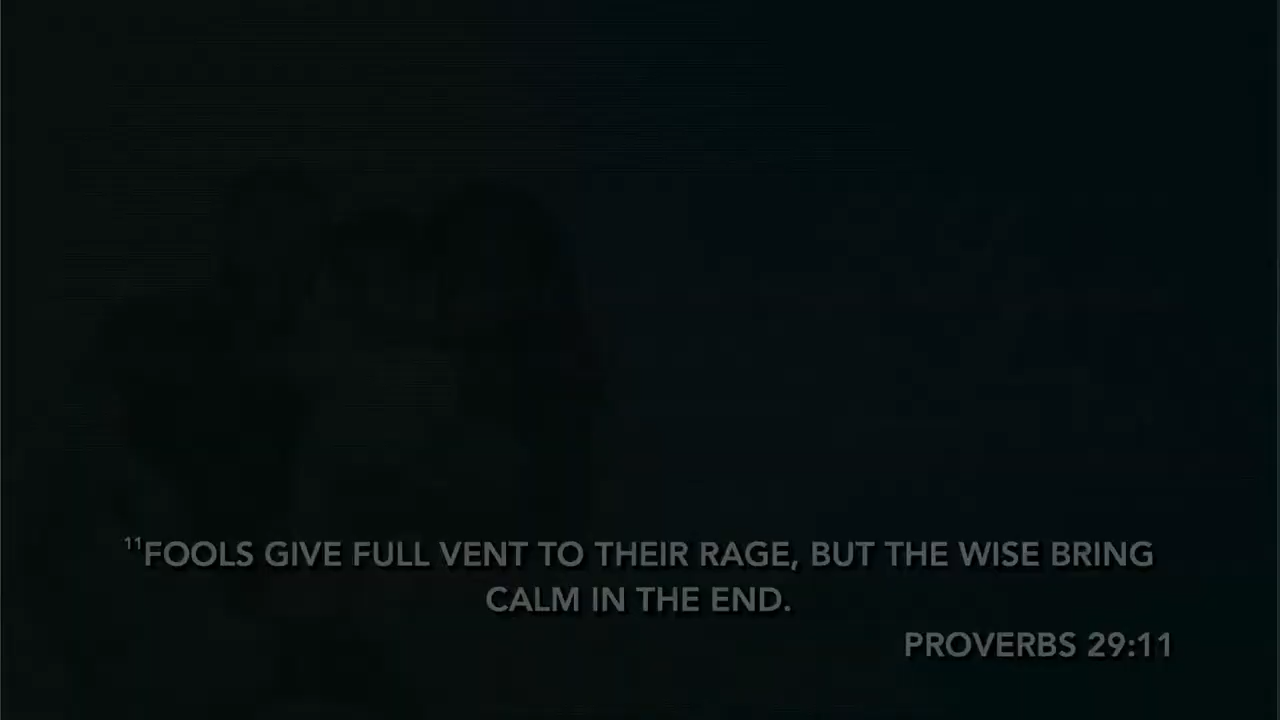 ¹¹FOOLS GIVE FULL VENT TO THEIR RAGE, BUT THE WISE BRING
CALM IN THE END.
PROVERBS 29:11